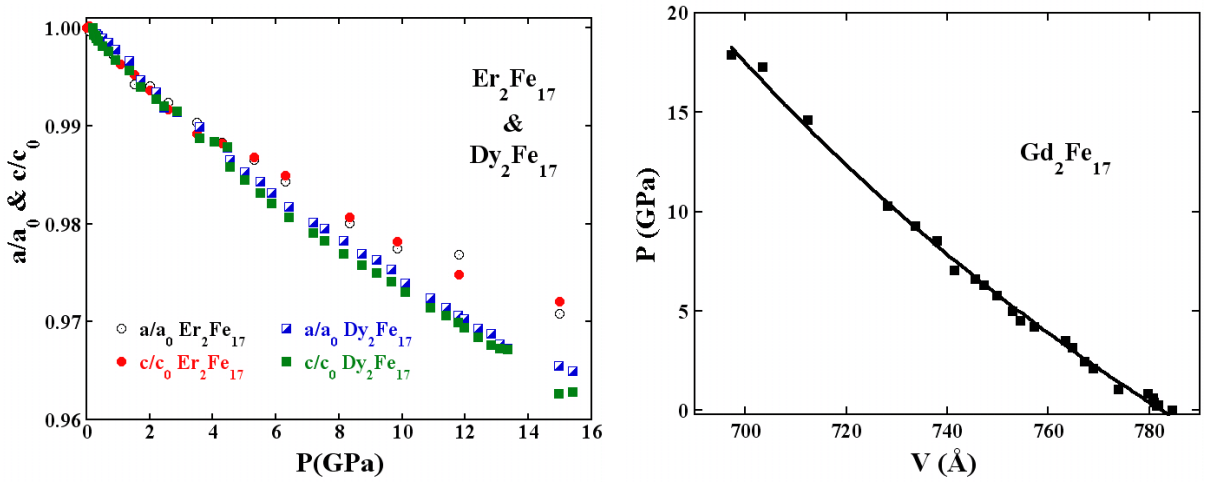 1.00
0.99
0.98
0.97
0.96
a/a0 & c/c0
Er2Fe17
&
Dy2Fe17
a/a0 Er2Fe17
a/a0 Dy2Fe17
c/c0 Er2Fe17
c/c0 Dy2Fe17
0 2 4 6 8 10 12 14 16
P(GPa)
20
15
10
5
0
P (GPa)
Gd2Fe17
700 720 740 760 780
V (Å)